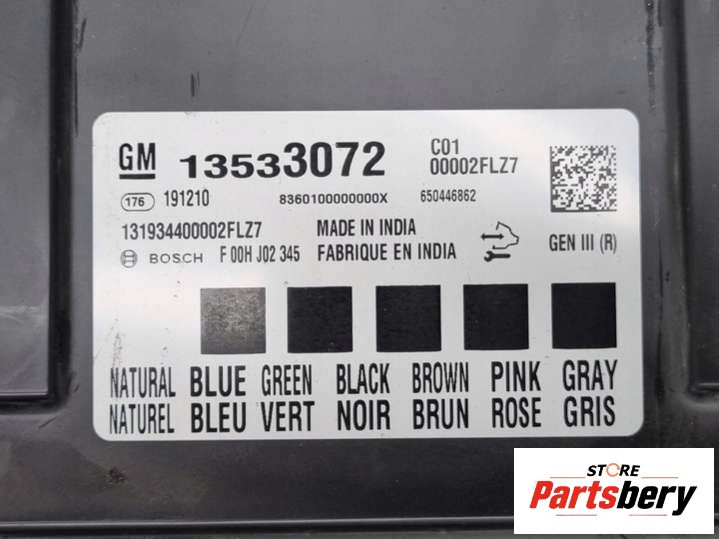 GM 13533072 C01
00002FLZ7
176 191210 8360100000000X 650446862
131934400002FLZ7 MADE IN INDIA
BOSCH F 00H J02 345 FABRIQUE EN INDIA GEN III (R)
NATURAL BLUE GREEN BLACK BROWN PINK GRAY
NATUREL BLEU VERT NOIR BRUN ROSE GRIS
STORE
Partsbery